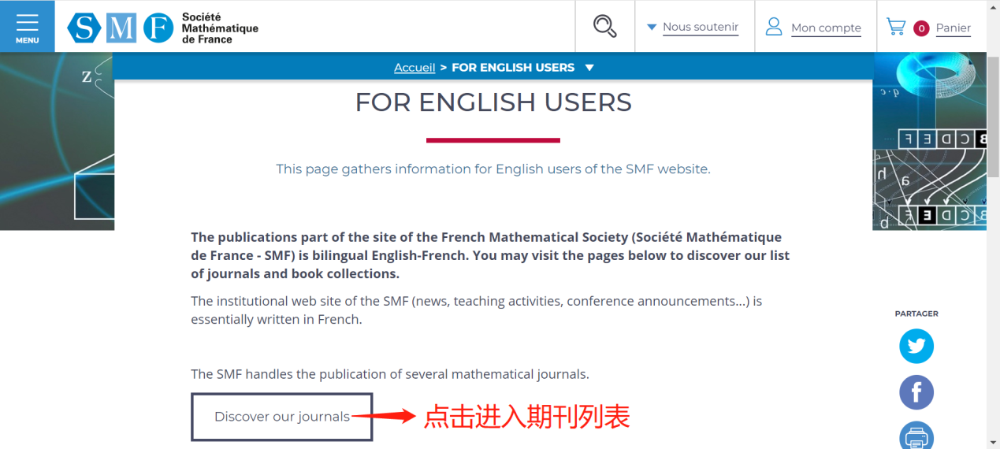 MENU
SMF
Société
Mathématique
de France
Nous soutenir
Mon compte
0
Panier
Accueil > FOR ENGLISH USERS
FOR ENGLISH USERS
This page gathers information for English users of the SMF website.
The publications part of the site of the French Mathematical Society (Société Mathématique
de France - SMF) is bilingual English-French. You may visit the pages below to discover our list
of journals and book collections.
The institutional web site of the SMF (news, teaching activities, conference announcements...) is
essentially written in French.
PARTAGER
The SMF handles the publication of several mathematical journals.
Discover our journals
点击进入期刊列表